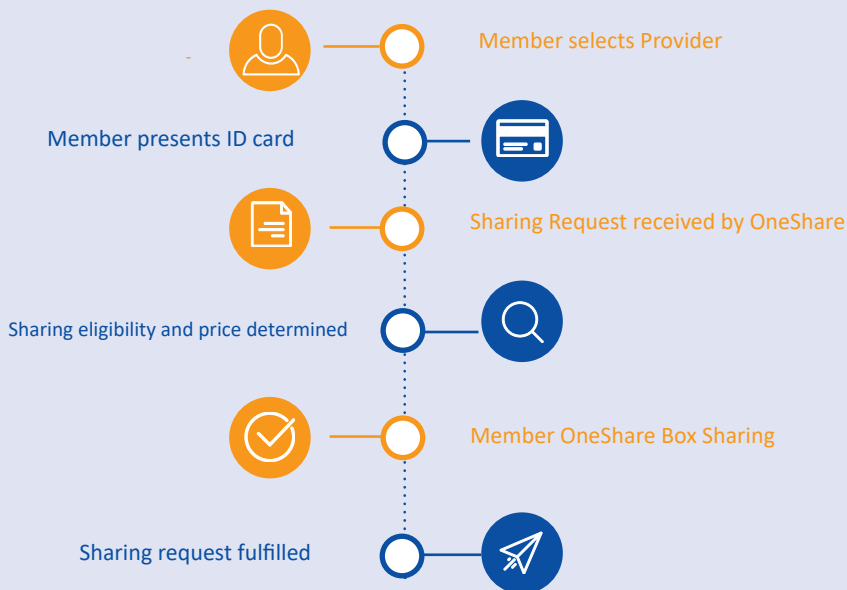 Member selects Provider
Member presents ID card
Sharing Request received by OneShare
Sharing eligibility and price determined
Member OneShare Box Sharing
Sharing request fulfilled